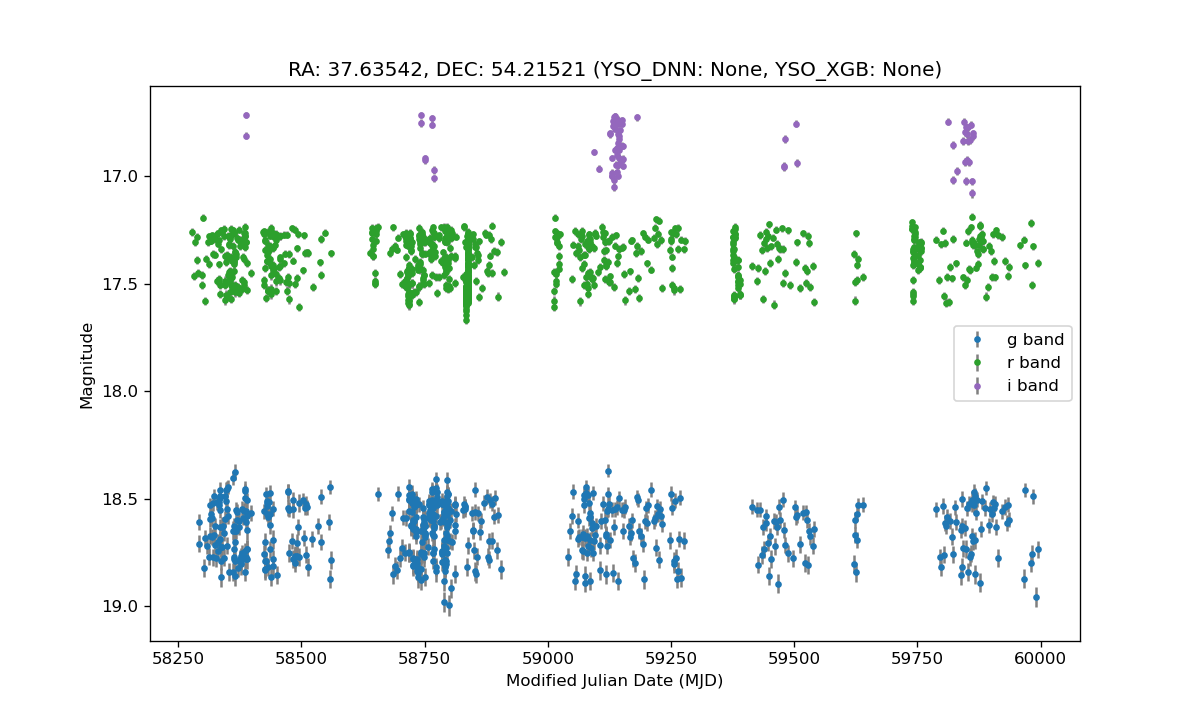 RA: 37.63542, DEC: 54.21521 (YSO_DNN: None, YSO_XGB: None)
Magnitude
17.0
17.5
18.0
18.5
19.0
g band
r band
i band
58250 58500 58750 59000 59250 59500 59750 60000
Modified Julian Date (MJD)